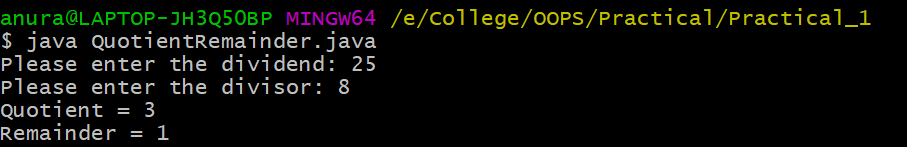 anura@LAPTOP-JH3Q5OBP MINGW64 /e/College/OOPS/Practical/Practical_1
$ java QuotientRemainder.java
Please enter the dividend: 25
Please enter the divisor: 8
Quotient = 3
Remainder = 1